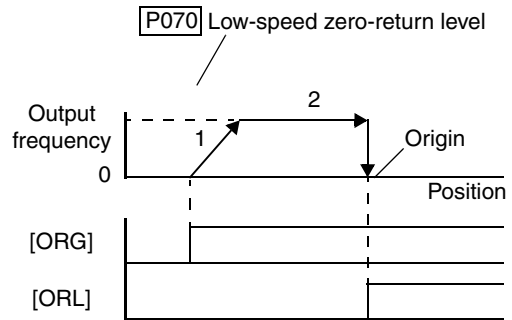 P070 Low-speed zero-return level
Output
frequency
0
1
2
Origin
Position
[ORG]
[ORL]